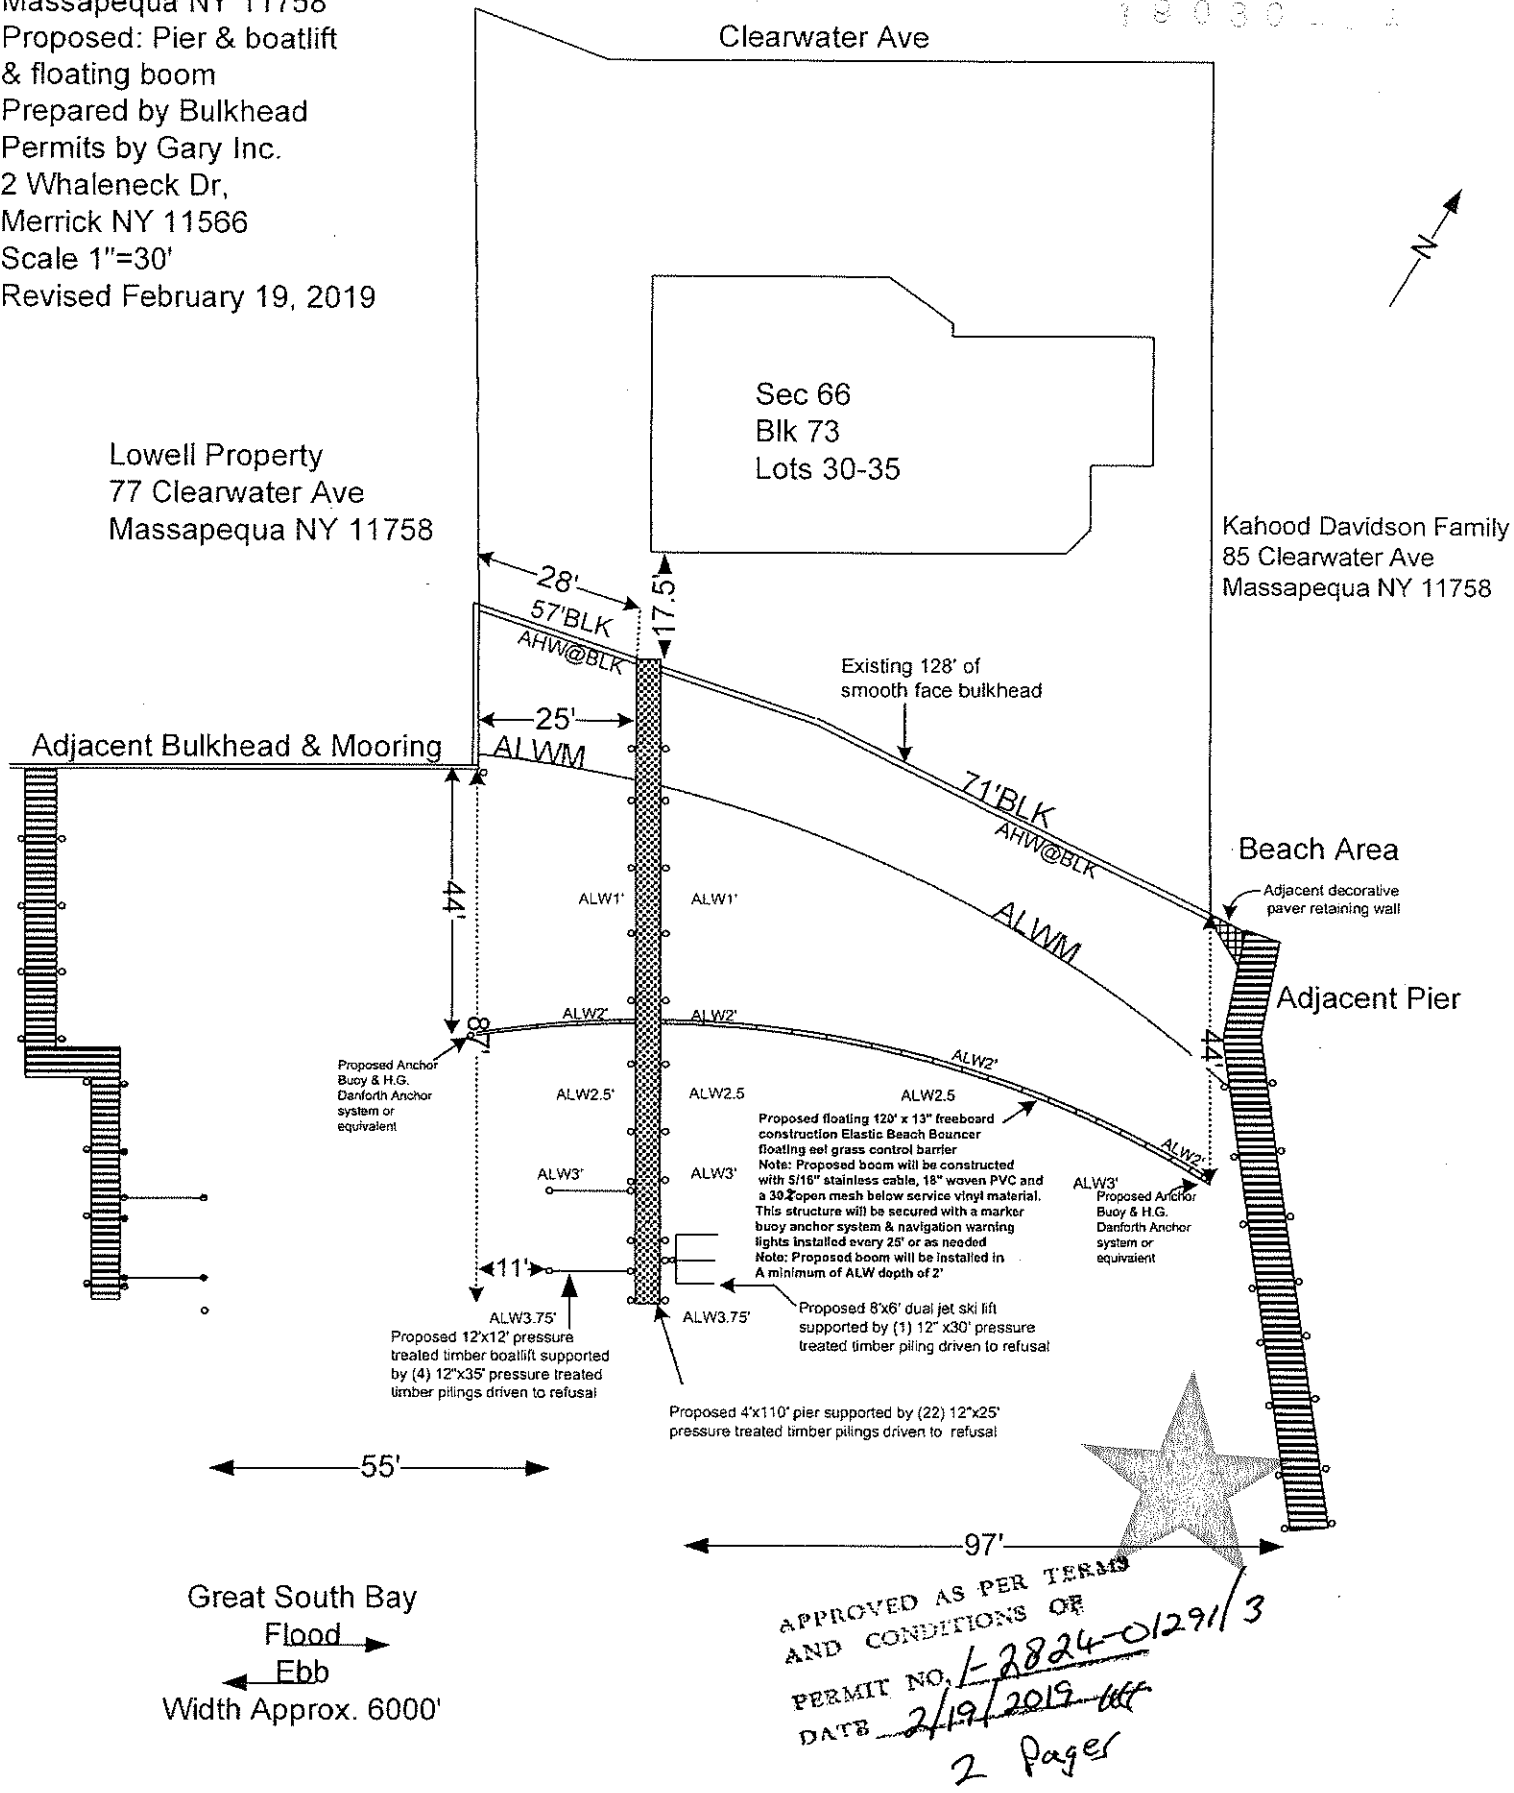 Massapequa NY 11758
Proposed: Pier & boatlift
& floating boom
Prepared by Bulkhead
Permits by Gary Inc.
2 Whaleneck Dr,
Merrick NY 11566
Scale 1"=30'
Revised February 19, 2019
Clearwater Ave
N
Sec 66
Blk 73
Lots 30-35
Lowell Property
77 Clearwater Ave
Massapequa NY 11758
Kahood Davidson Family
85 Clearwater Ave
Massapequa NY 11758
28'
57'BLK
AHW@BLK
17.5'
Existing 128' of
smooth face bulkhead
25'
Adjacent Bulkhead & Mooring
ALWM
71'BLK
AHW@BLK
Beach Area
Adjacent decorative
paver retaining wall
44'
ALW1'
ALW1'
ALWM
Adjacent Pier
ALW2'
ALW2'
78'
44'
ALW2'
Proposed Anchor
Buoy & H.G.
Danforth Anchor
system or
equivalent
ALW2.5'
ALW2.5
ALW2.5
Proposed floating 120' x 13" freeboard
construction Elastic Beach Bouncer
floating eel grass control barrier
Note: Proposed boom will be constructed
with 5/16" stainless cable, 18" woven PVC and
a 30% open mesh below service vinyl material.
This structure will be secured with a marker
buoy anchor system & navigation warning
lights installed every 25' or as needed
Note: Proposed boom will be installed in
A minimum of ALW depth of 2'
ALW2'
ALW3'
ALW3'
ALW3'
Proposed Anchor
Buoy & H.G.
Danforth Anchor
system or
equivalent
11'
ALW3.75'
ALW3.75'
Proposed 12'x12' pressure
treated timber boatlift supported
by (4) 12"x35' pressure treated
timber pilings driven to refusal
Proposed 8'x6' dual jet ski lift
supported by (1) 12" x30' pressure
treated timber piling driven to refusal
Proposed 4'x110' pier supported by (22) 12"x25'
pressure treated timber pilings driven to refusal
55'
97'
Great South Bay
Flood
Ebb
Width Approx. 6000'
APPROVED AS PER TERMS
AND CONDITIONS OF
PERMIT NO. 1-2824-01291/3
DATE 2/19/2019
2 Pages